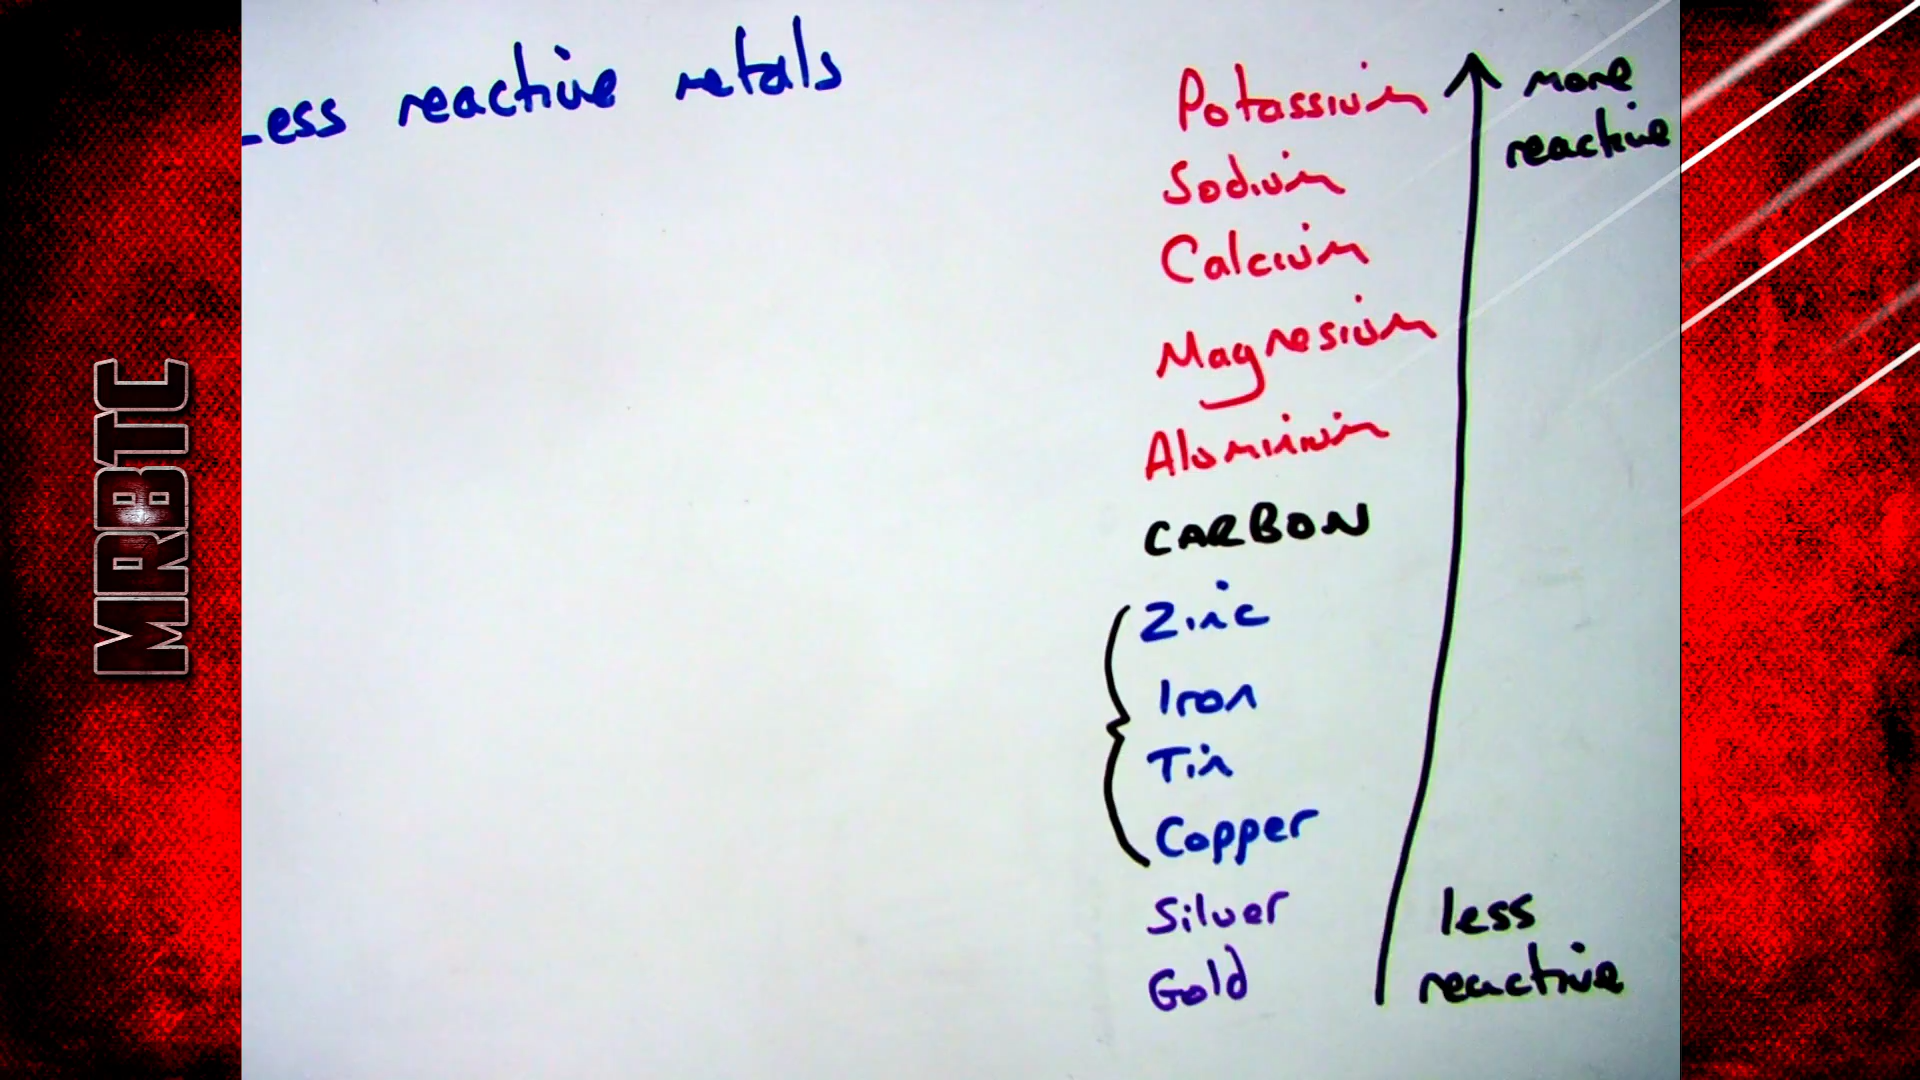 Less reactive metals
Potassium
Sodium
Calcium
Magnesium
Aluminium
CARBON
Zinc
Iron
Tin
Copper
Silver
Gold
more
reactive
less
reactive
MRBTC